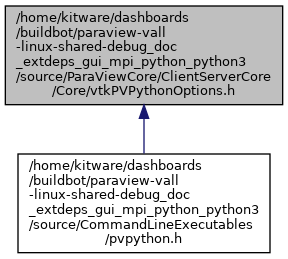 /home/kitware/dashboards
/buildbot/paraview-vall
-linux-shared-debug_doc
_extdeps_gui_mpi_python_python3
/source/ParaViewCore/ClientServerCore
/Core/vtkPVPythonOptions.h
/home/kitware/dashboards
/buildbot/paraview-vall
-linux-shared-debug_doc
_extdeps_gui_mpi_python_python3
/source/CommandLineExecutables
/pvpython.h